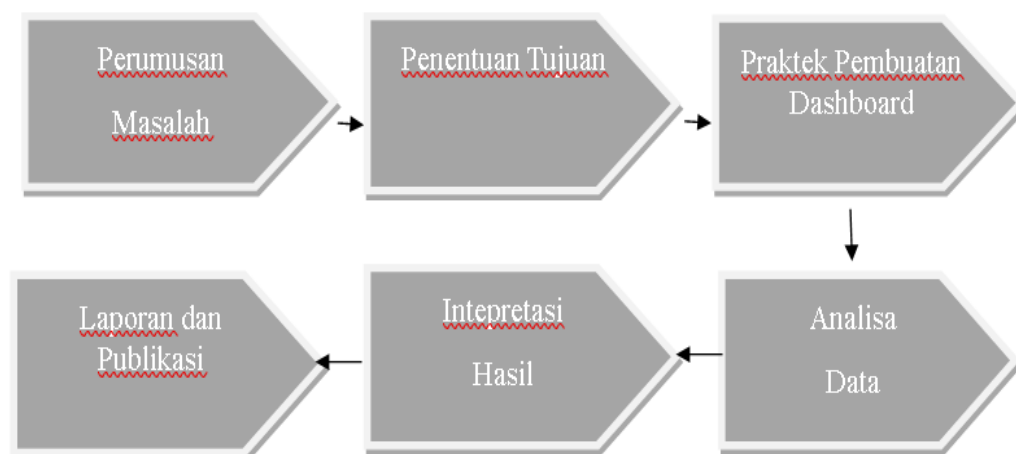 Perumusan
Masalah
Penentuan Tujuan
Praktek Pembuatan
Dashboard
Analisa
Data
Intepretasi
Hasil
Laporan dan
Publikasi